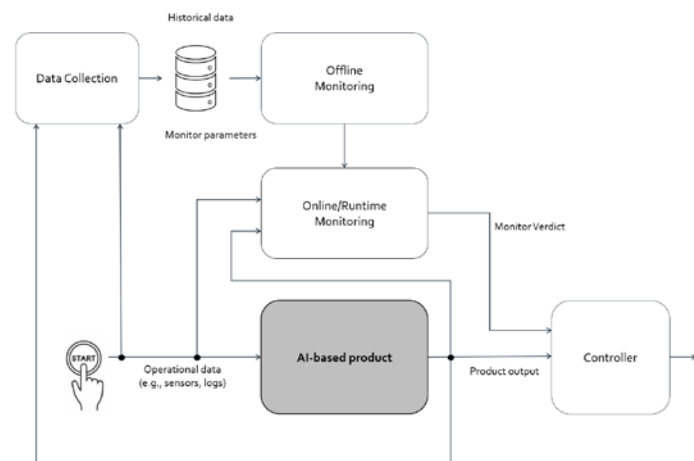 Historical data
Data Collection
Offline
Monitoring
Monitor parameters
Online/Runtime
Monitoring
Monitor Verdict
START
Operational data
(e.g., sensors, logs)
AI-based product
Product output
Controller